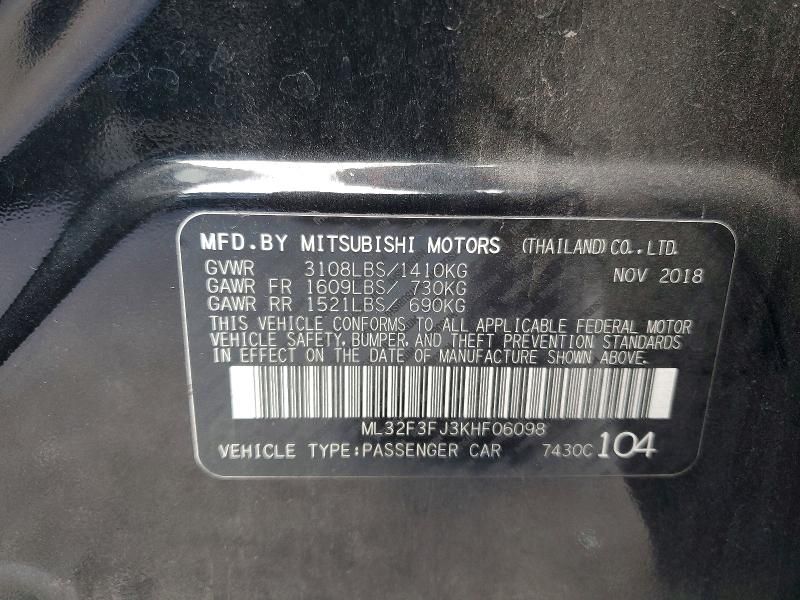 MFD.BY MITSUBISHI MOTORS (THAILAND)CO.,LTD.
GVWR 3108LBS/1410KG NOV 2018
GAWR FR 1609LBS/ 730KG
GAWR RR 1521LBS/ 690KG
THIS VEHICLE CONFORMS TO ALL APPLICABLE FEDERAL MOTOR
VEHICLE SAFETY, BUMPER, AND THEFT PREVENTION STANDARDS
IN EFFECT ON THE DATE OF MANUFACTURE SHOWN ABOVE.
ML32F3FJ3KHF06098
VEHICLE TYPE:PASSENGER CAR 7430C 104